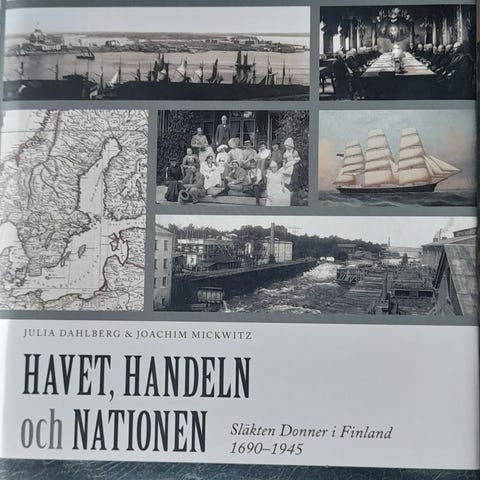 JULIA DAHLBERG & JOACHIM MICKWITZ
HAVET, HANDELN
och NATIONEN
Släkten Donner i Finland
1690–1945